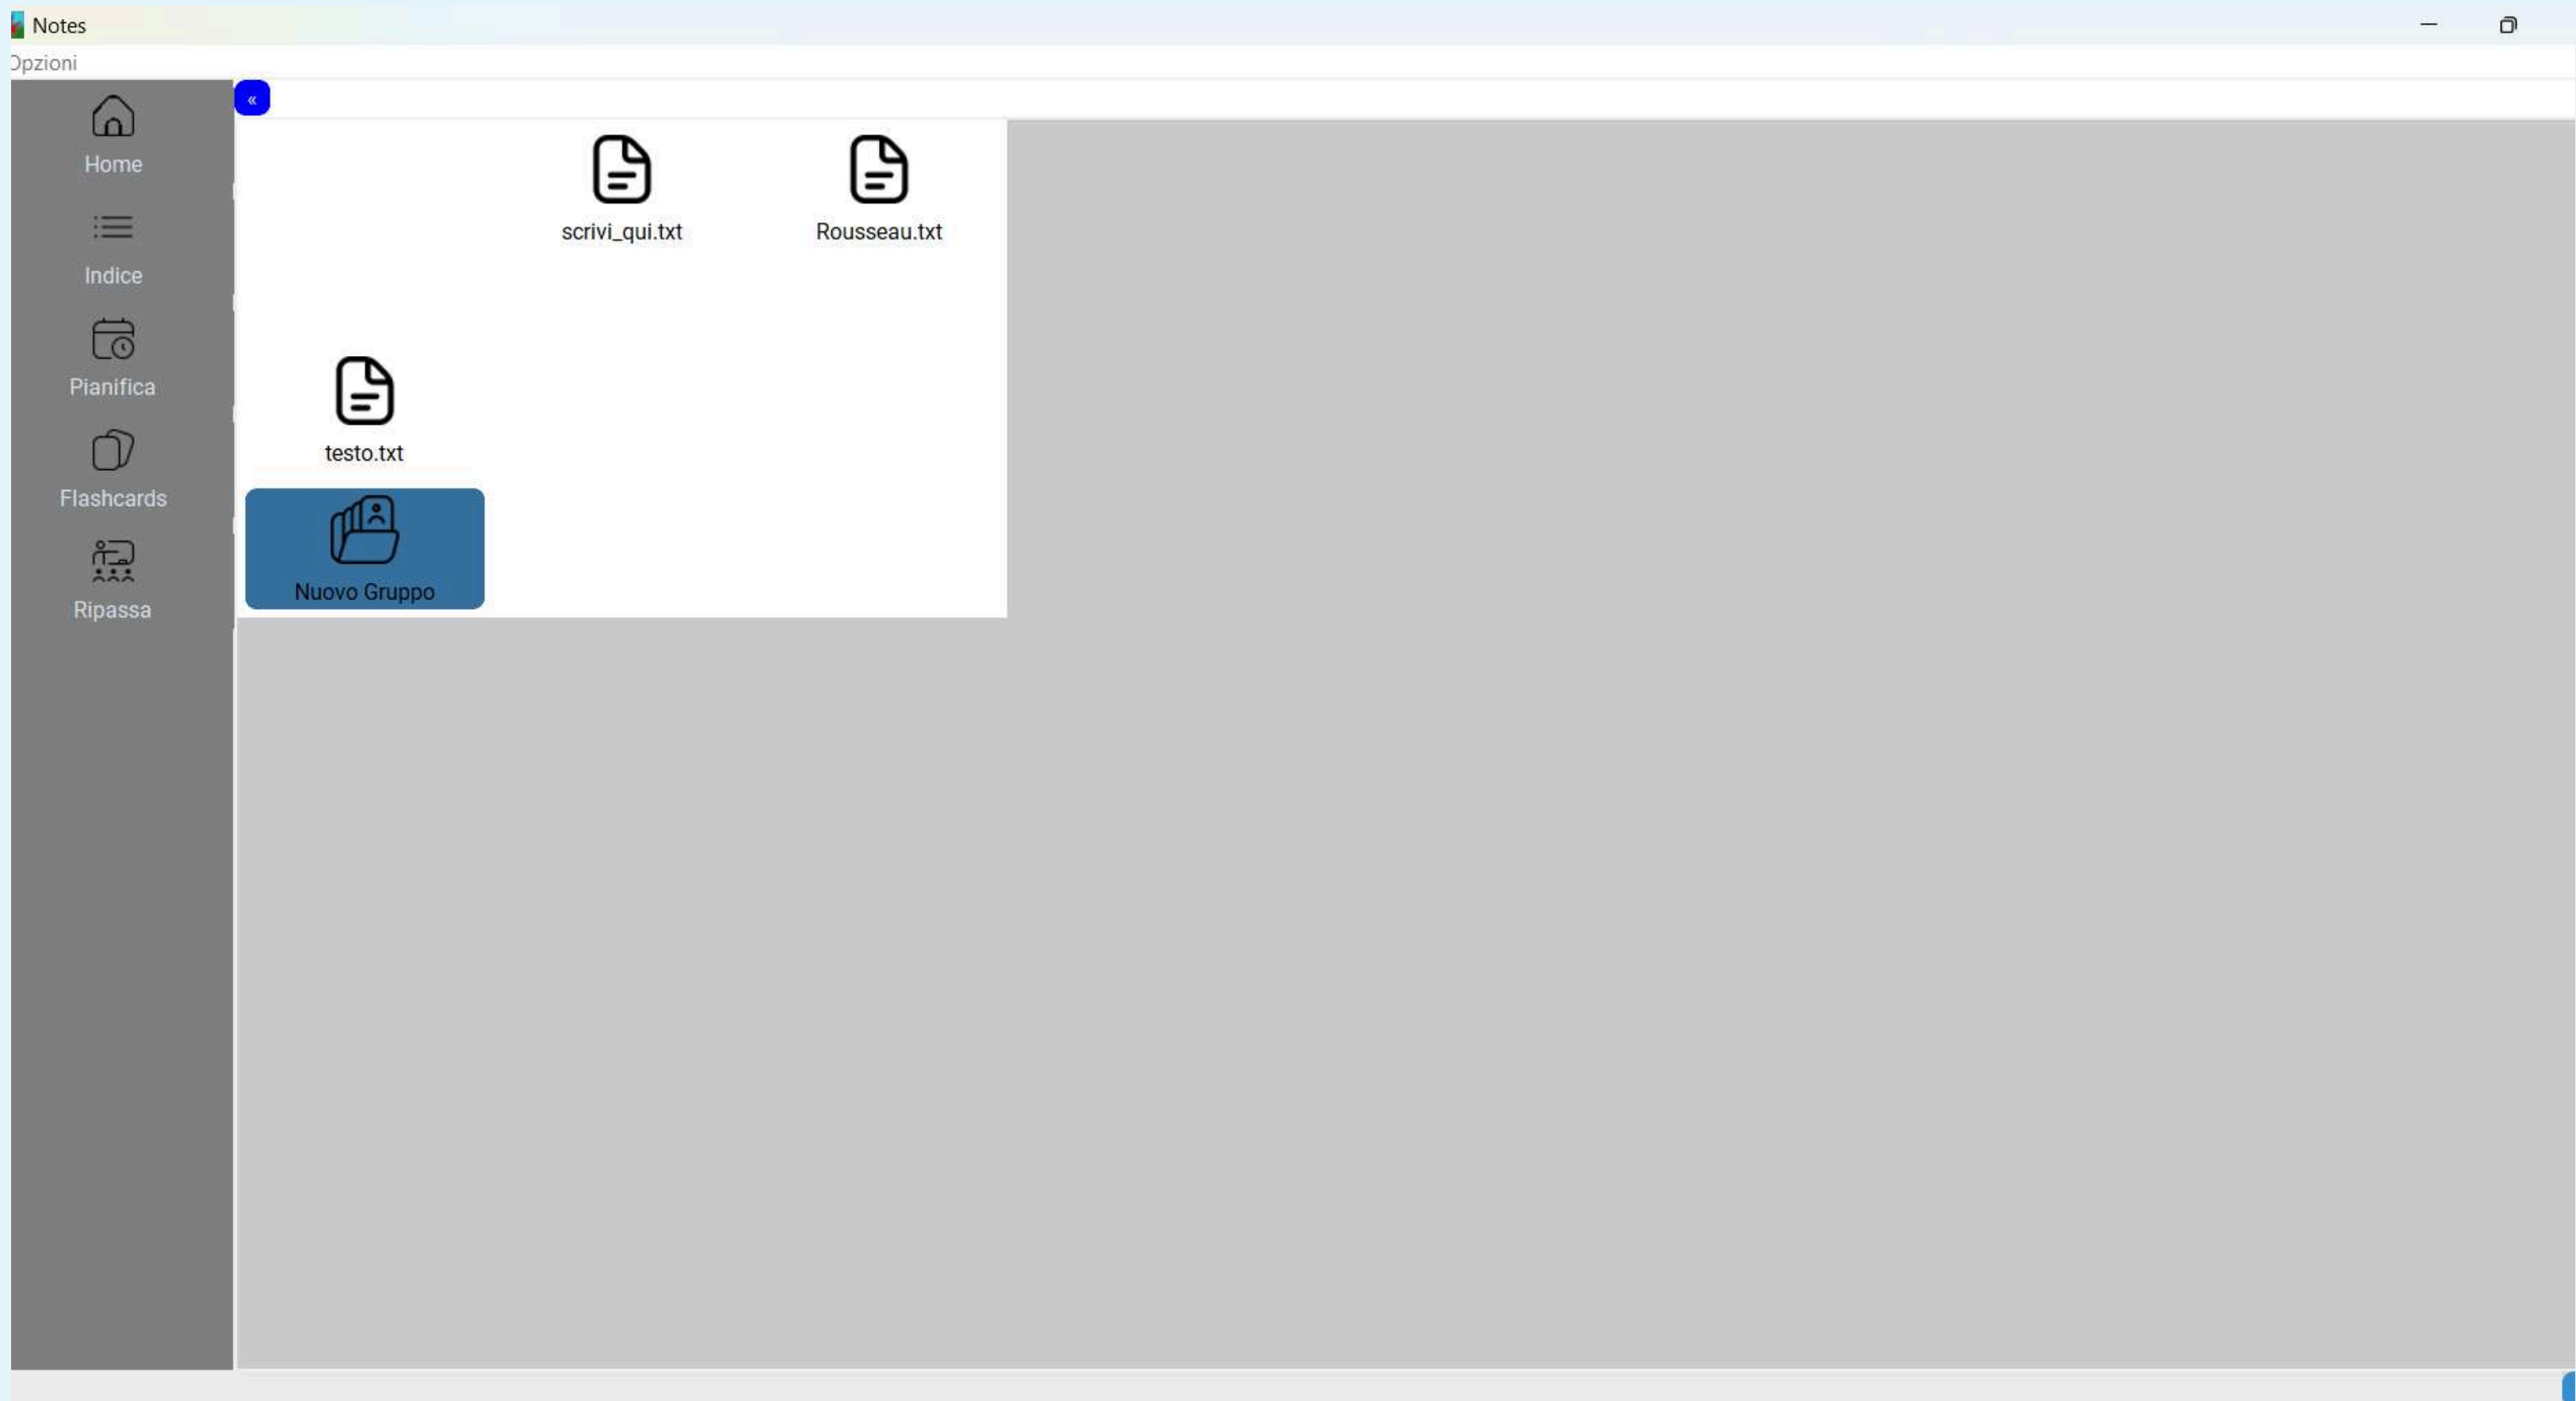 Notes
Opzioni
«
Home
Indice
Pianifica
Flashcards
Ripassa
scrivi_qui.txt
Rousseau.txt
testo.txt
Nuovo Gruppo